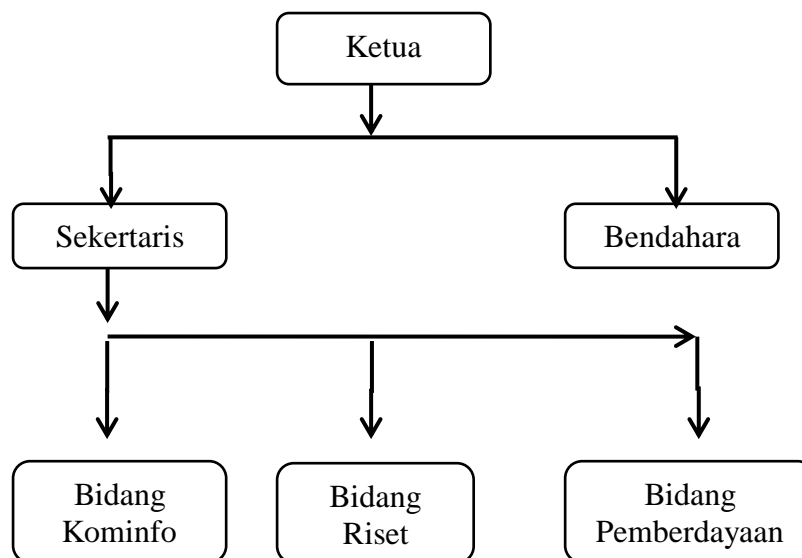 Ketua
Sekertaris
Bendahara
Bidang
Kominfo
Bidang
Riset
Bidang
Pemberdayaan